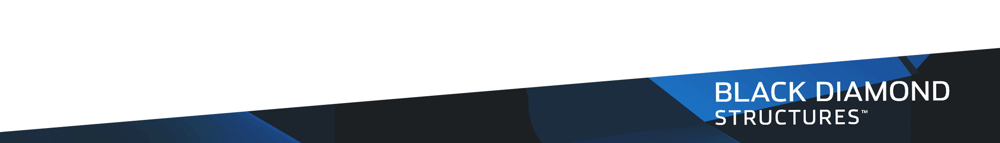 BLACK DIAMOND
STRUCTURES™